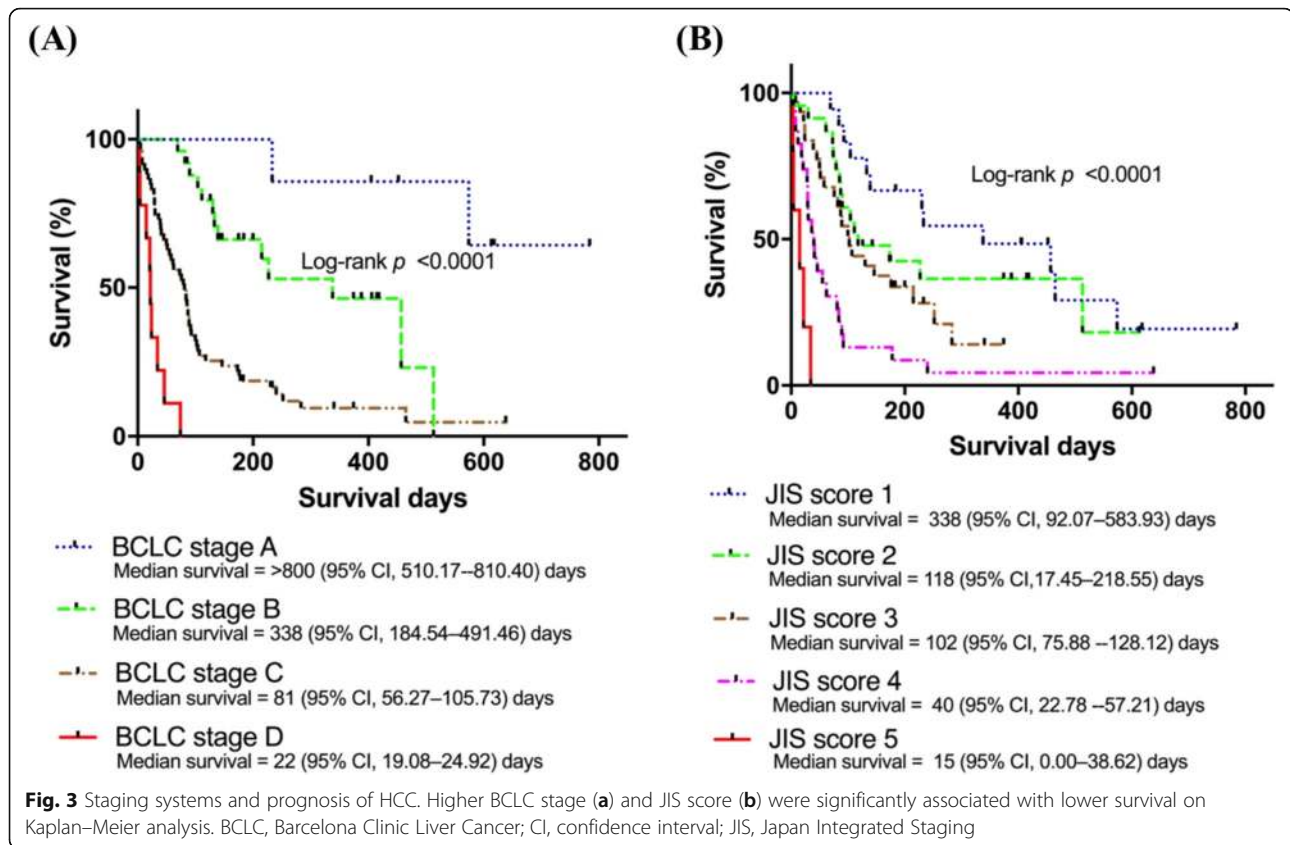 (A)
Survival (%)
100
50
0
0 200 400 600 800
Log-rank p <0.0001
Survival days
BCLC stage A
Median survival = >800 (95% CI, 510.17--810.40) days
BCLC stage B
Median survival = 338 (95% CI, 184.54–491.46) days
BCLC stage C
Median survival = 81 (95% CI, 56.27–105.73) days
BCLC stage D
Median survival = 22 (95% CI, 19.08–24.92) days
(B)
Survival (%)
100
50
0
0 200 400 600 800
Log-rank p <0.0001
Survival days
JIS score 1
Median survival = 338 (95% CI, 92.07–583.93) days
JIS score 2
Median survival = 118 (95% CI,17.45–218.55) days
JIS score 3
Median survival = 102 (95% CI, 75.88 --128.12) days
JIS score 4
Median survival = 40 (95% CI, 22.78 --57.21) days
JIS score 5
Median survival = 15 (95% CI, 0.00–38.62) days
Fig. 3 Staging systems and prognosis of HCC. Higher BCLC stage (a) and JIS score (b) were significantly associated with lower survival on
Kaplan–Meier analysis. BCLC, Barcelona Clinic Liver Cancer; CI, confidence interval; JIS, Japan Integrated Staging